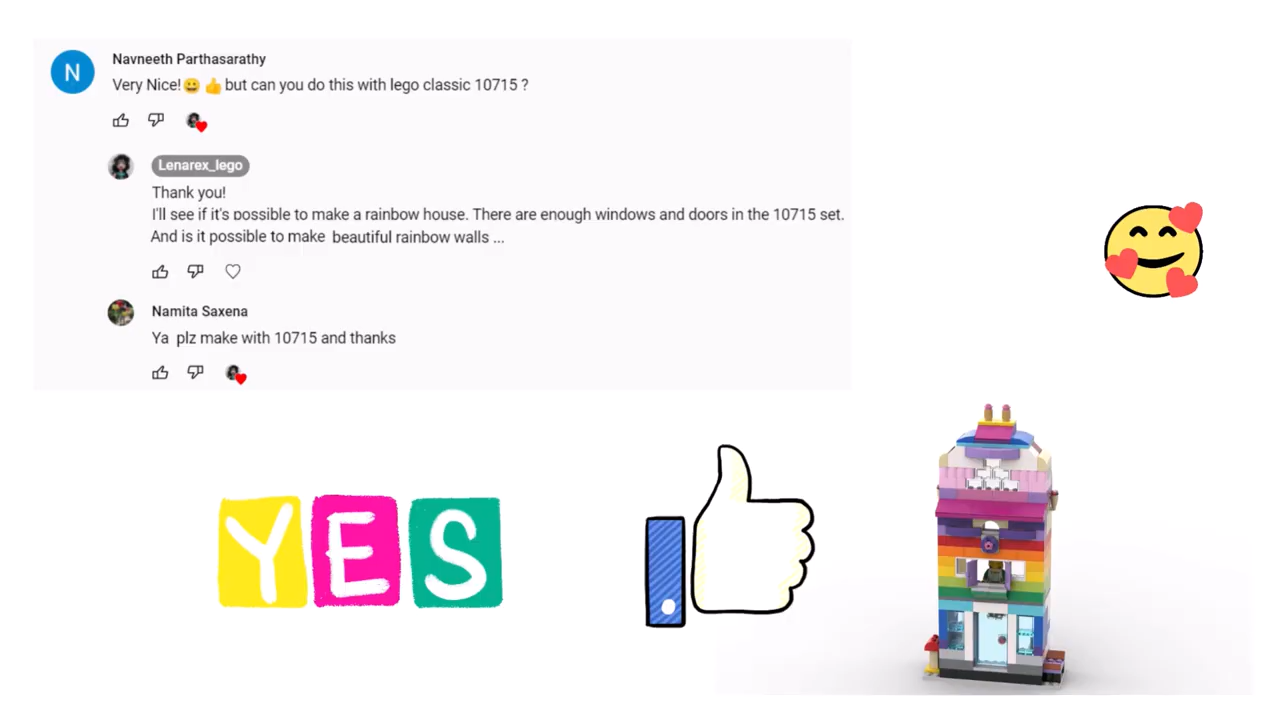 N
Navneeth Parthasarathy
Very Nice!😀 👍but can you do this with lego classic 10715 ?
Lenarex_lego
Thank you!
I'll see if it's possible to make a rainbow house. There are enough windows and doors in the 10715 set.
And is it possible to make beautiful rainbow walls ...
Namita Saxena
Ya plz make with 10715 and thanks
YES